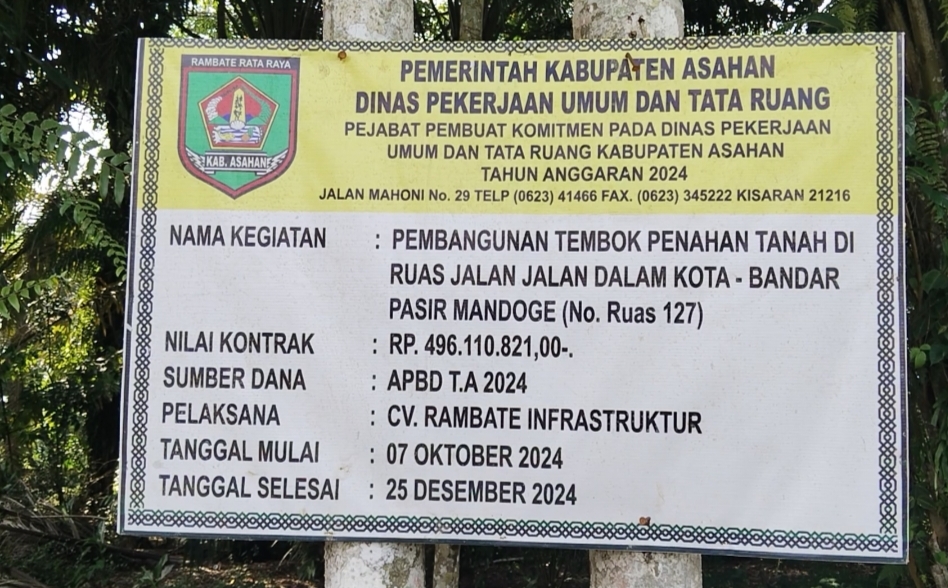 RAMBATE RATA RAYA
KAB. ASAHAN
PEMERINTAH KABUPATEN ASAHAN
DINAS PEKERJAAN UMUM DAN TATA RUANG
PEJABAT PEMBUAT KOMITMEN PADA DINAS PEKERJAAN
UMUM DAN TATA RUANG KABUPATEN ASAHAN
TAHUN ANGGARAN 2024
JALAN MAHONI No. 29 TELP (0623) 41466 FAX. (0623) 345222 KISARAN 21216
NAMA KEGIATAN : PEMBANGUNAN TEMBOK PENAHAN TANAH DI
RUAS JALAN JALAN DALAM KOTA - BANDAR
PASIR MANDOGE (No. Ruas 127)
NILAI KONTRAK : RP. 496.110.821,00-.
SUMBER DANA : APBD T.A 2024
PELAKSANA : CV. RAMBATE INFRASTRUKTUR
TANGGAL MULAI : 07 OKTOBER 2024
TANGGAL SELESAI : 25 DESEMBER 2024